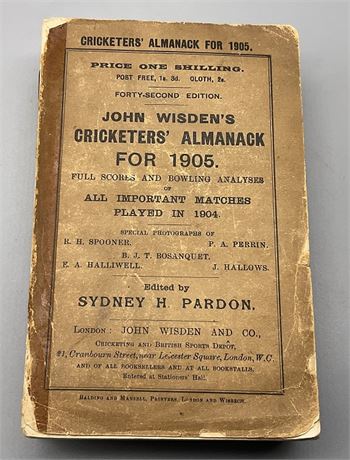 CRICKETERS' ALMANACK FOR 1905.
PRICE ONE SHILLING.
POST FREE, 1s. 3d. CLOTH, 2s.
FORTY-SECOND EDITION.
JOHN WISDEN'S
CRICKETERS' ALMANACK
FOR 1905.
FULL SCORES AND BOWLING ANALYSES
OF
ALL IMPORTANT MATCHES
PLAYED IN 1904.
SPECIAL PHOTOGRAPHS OF
R. H. SPOONER. P. A. PERRIN.
B. J. T. BOSANQUET.
E. A. HALLIWELL. J. HALLOWS.
Edited by
SYDNEY H. PARDON.
LONDON: JOHN WISDEN AND CO.,
CRICKETING AND BRITISH SPORTS DEPÔT,
21, Cranbourn Street, near Leicester Square, London, W.C.
AND OF ALL BOOKSELLERS AND AT ALL BOOKSTALLS.
Entered at Stationers' Hall.
BALDING AND MANSELL, PRINTERS, LONDON AND WISBECH.